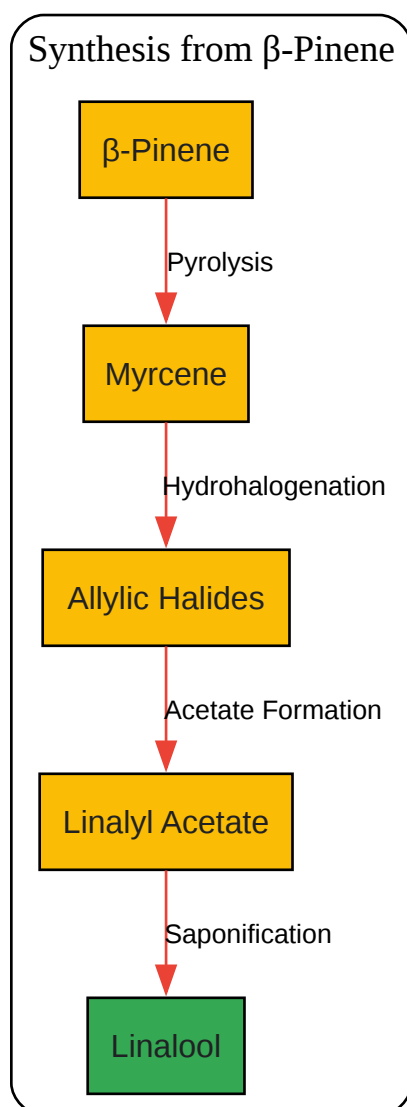 Synthesis from β-Pinene
β-Pinene
Pyrolysis
Myrcene
Hydrohalogenation
Allylic Halides
Acetate Formation
Linalyl Acetate
Saponification
Linalool